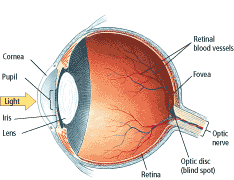 Cornea
Pupil
Light
Iris
Lens
Retinal
blood vessels
Fovea
Optic
nerve
Optic disc
(blind spot)
Retina